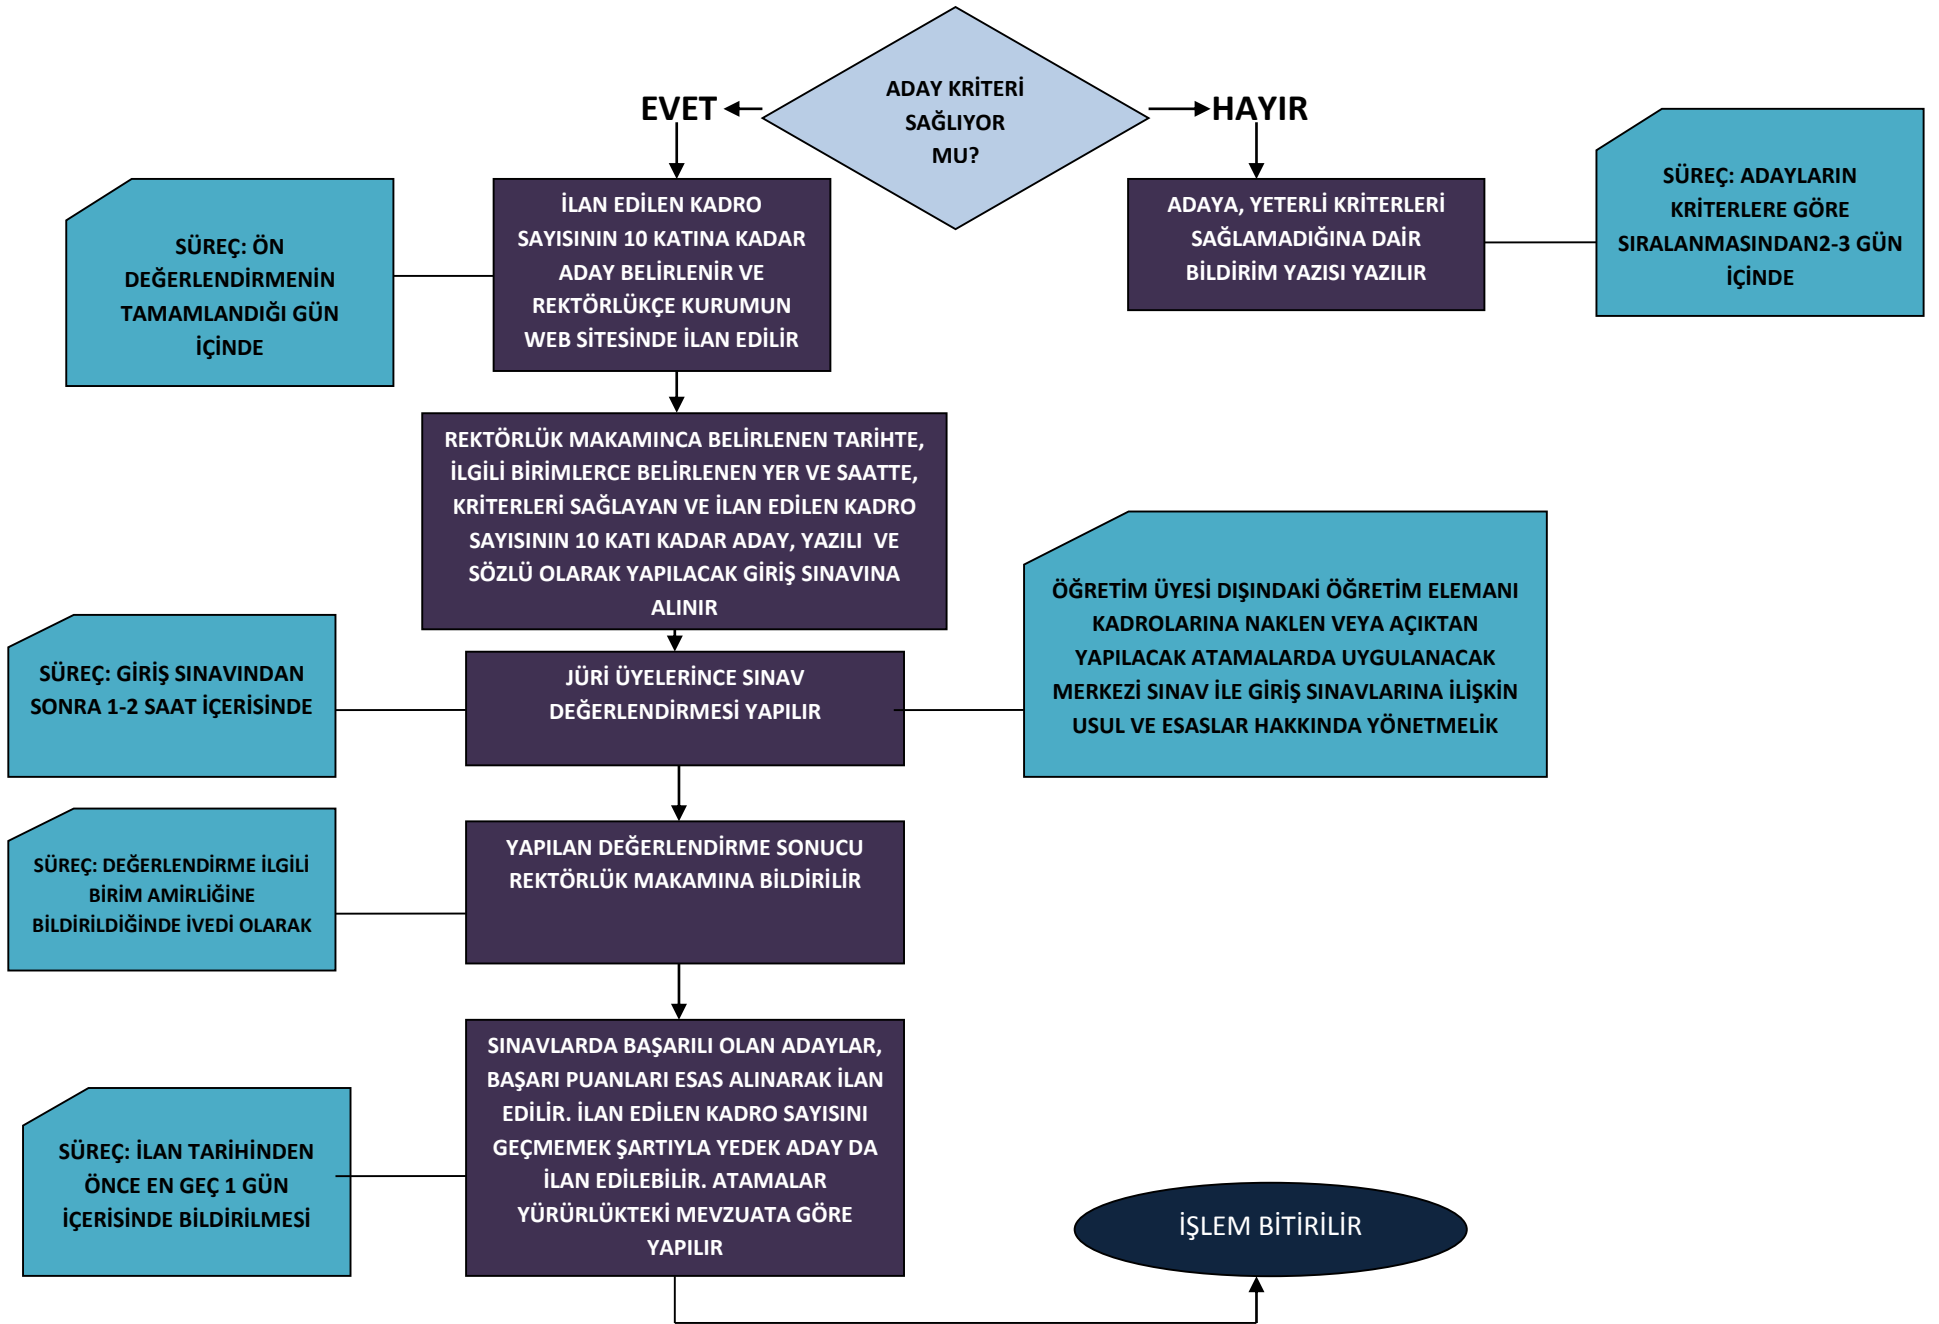 ADAY KRİTERİ
SAĞLIYOR
MU?
EVET
HAYIR
SÜREÇ: ÖN
DEĞERLENDİRMENİN
TAMAMLANDIĞI GÜN
İÇİNDE
İLAN EDİLEN KADRO
SAYISININ 10 KATINA KADAR
ADAY BELİRLENİR VE
REKTÖRLÜKÇE KURUMUN
WEB SİTESİNDE İLAN EDİLİR
ADAYA, YETERLİ KRİTERLERİ
SAĞLAMADIĞINA DAİR
BİLDİRİM YAZISI YAZILIR
SÜREÇ: ADAYLARIN
KRİTERLERE GÖRE
SIRALANMASINDAN2-3 GÜN
İÇİNDE
REKTÖRLÜK MAKAMINCA BELİRLENEN TARİHTE,
İLGİLİ BİRİMLERCE BELİRLENEN YER VE SAATTE,
KRİTERLERİ SAĞLAYAN VE İLAN EDİLEN KADRO
SAYISININ 10 KATI KADAR ADAY, YAZILI  VE
SÖZLÜ OLARAK YAPILACAK GİRİŞ SINAVINA
ALINIR
SÜREÇ: GİRİŞ SINAVINDAN
SONRA 1-2 SAAT İÇERİSİNDE
JÜRİ ÜYELERİNCE SINAV
DEĞERLENDİRMESİ YAPILIR
ÖĞRETİM ÜYESİ DIŞINDAKİ ÖĞRETİM ELEMANI
KADROLARINA NAKLEN VEYA AÇIKTAN
YAPILACAK ATAMALARDA UYGULANACAK
MERKEZİ SINAV İLE GİRİŞ SINAVLARINA İLİŞKİN
USUL VE ESASLAR HAKKINDA YÖNETMELİK
SÜREÇ: DEĞERLENDİRME İLGİLİ
BİRİM AMİRLİĞİNE
BİLDİRİLDİĞİNDE İVEDİ OLARAK
YAPILAN DEĞERLENDİRME SONUCU
REKTÖRLÜK MAKAMINA BİLDİRİLİR
SÜREÇ: İLAN TARİHİNDEN
ÖNCE EN GEÇ 1 GÜN
İÇERİSİNDE BİLDİRİLMESİ
SINAVLARDA BAŞARILI OLAN ADAYLAR,
BAŞARI PUANLARI ESAS ALINARAK İLAN
EDİLİR. İLAN EDİLEN KADRO SAYISINI
GEÇMEMEK ŞARTIYLA YEDEK ADAY DA
İLAN EDİLEBİLİR. ATAMALAR
YÜRÜRLÜKTEKİ MEVZUATA GÖRE
YAPILIR
İŞLEM BİTİRİLİR